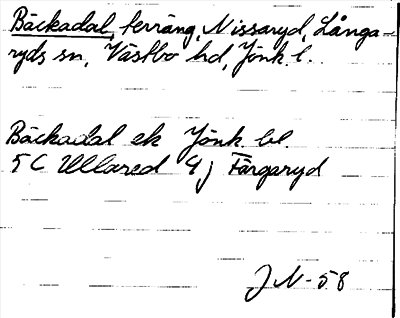 Bäckadal, terräng, Nissaryd, Långa-
ryds sn, Västbo hd, Jönk. l.
Bäckadal ek Jönk. bl.
5 C Ullared 4 j Färgaryd
J N - 58